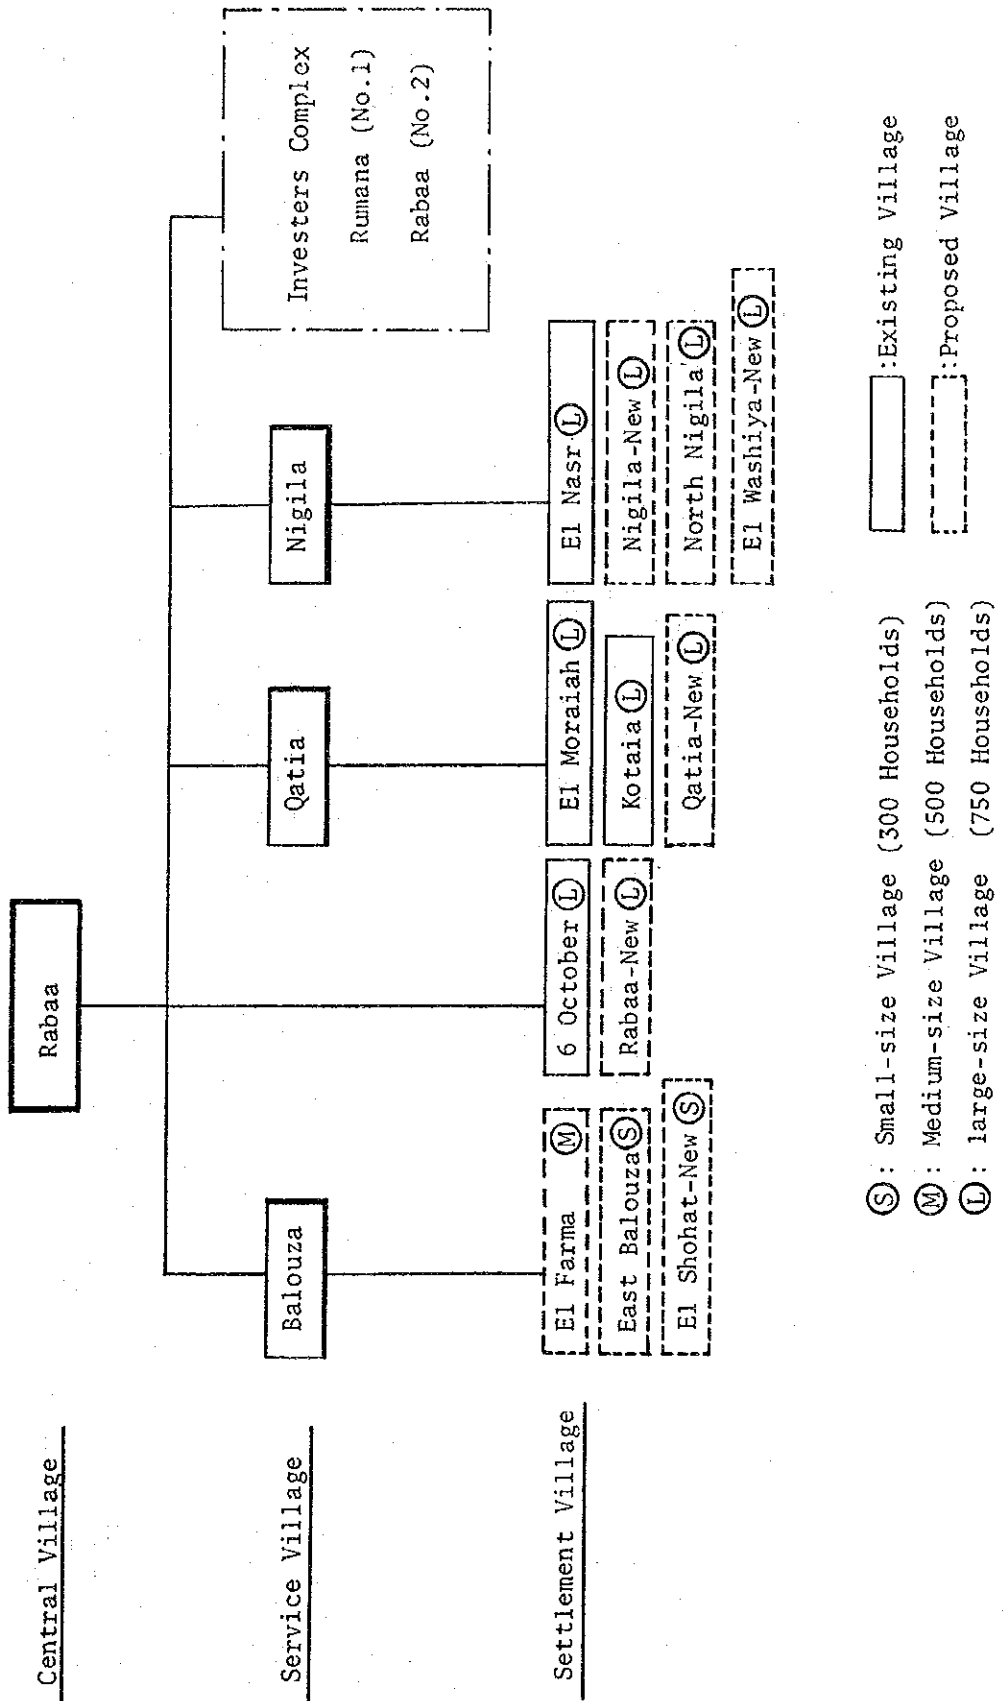 Central Village
Rabaa
Service Village
Balouza
Qatia
Nigila
Investers Complex
Rumana (No.1)
Rabaa (No.2)
Settlement Village
El Farma Ⓜ
East Balouza Ⓢ
El Shohat-New Ⓢ
6 October Ⓛ
Rabaa-New Ⓛ
El Moraiah Ⓛ
Kotaia Ⓛ
Qatia-New Ⓛ
El Nasr Ⓛ
Nigila-New Ⓛ
North Nigila Ⓛ
El Washiya-New Ⓛ
Ⓢ: Small-size Village (300 Households)
Ⓜ: Medium-size Village (500 Households)
Ⓛ: large-size Village (750 Households)
:Existing Village
:Proposed Village